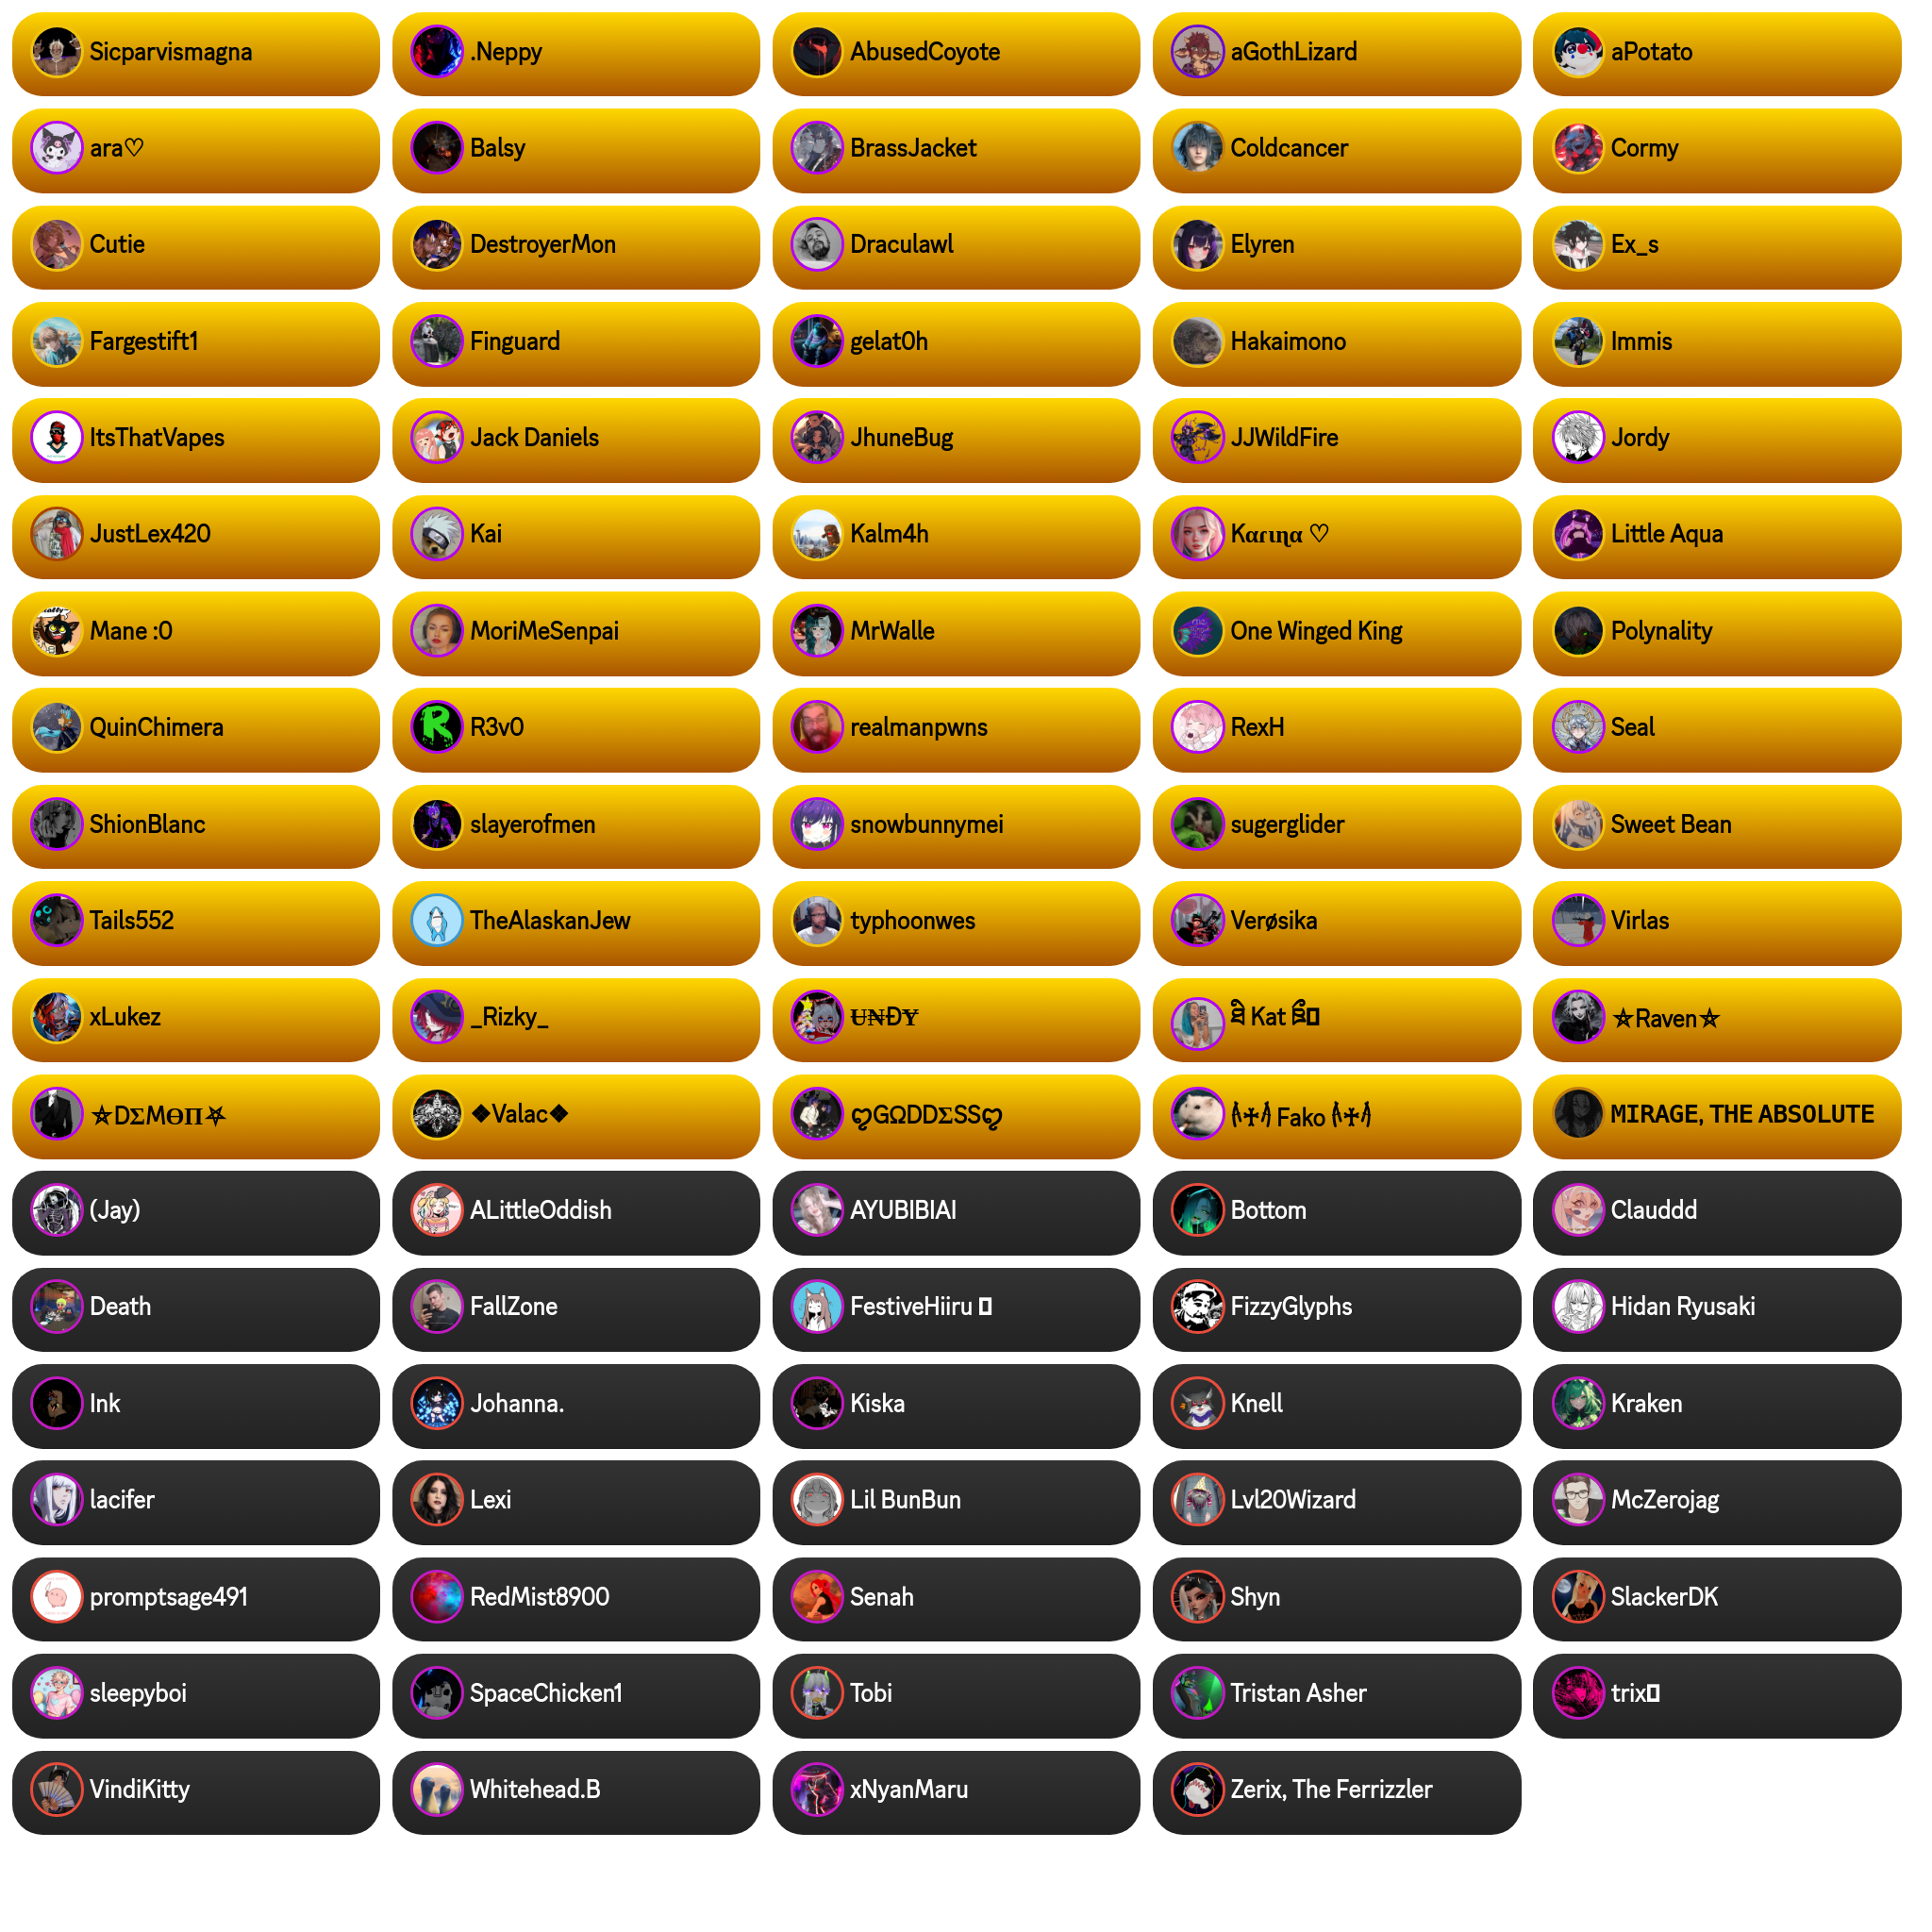 Sicparvismagna
.Neppy
AbusedCoyote
aGothLizard
aPotato
ara♡
Balsy
BrassJacket
Coldcancer
Cormy
Cutie
DestroyerMon
Draculawl
Elyren
Ex_s
Fargestift1
Finguard
gelat0h
Hakaimono
Immis
ItsThatVapes
Jack Daniels
JhuneBug
JJWildFire
Jordy
JustLex420
Kai
Kalm4h
Kαɾιɳα ♡
Little Aqua
Mane :0
MoriMeSenpai
MrWalle
One Winged King
Polynality
QuinChimera
R3v0
realmanpwns
RexH
Seal
ShionBlanc
slayerofmen
snowbunnymei
sugerglider
Sweet Bean
Tails552
TheAlaskanJew
typhoonwes
Verøsika
Virlas
xLukez
_Rizky_
Ʉ₦ĐɎ
Kat
⛤Raven⛤
⛤DΣMӨП⛧
❖Valac❖
ღGΩDDΣSSღ
Fako
MIRAGE, THE ABSOLUTE
(Jay)
ALittleOddish
AYUBIBIAI
Bottom
Clauddd
Death
FallZone
FestiveHiiru
FizzyGlyphs
Hidan Ryusaki
Ink
Johanna.
Kiska
Knell
Kraken
lacifer
Lexi
Lil BunBun
Lvl20Wizard
McZerojag
promptsage491
RedMist8900
Senah
Shyn
SlackerDK
sleepyboi
SpaceChicken1
Tobi
Tristan Asher
trix
VindiKitty
Whitehead.B
xNyanMaru
Zerix, The Ferrizzler